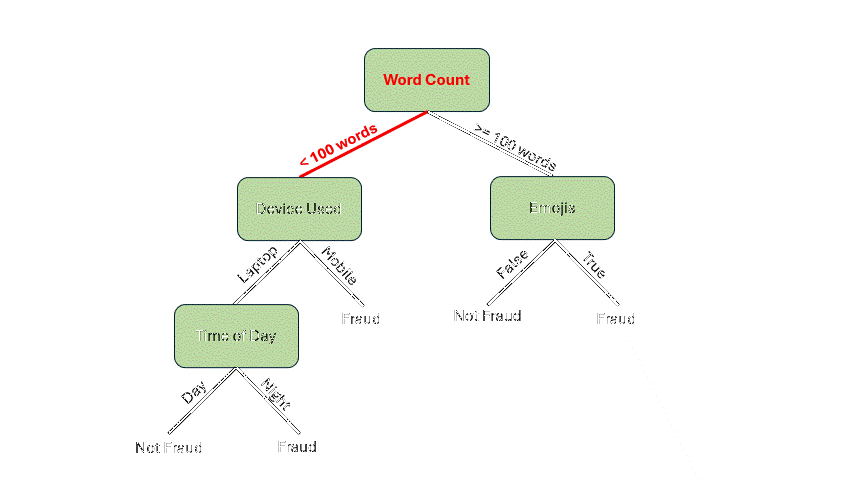 Word Count
< 100 words
>= 100 words
Device Used
Emojis
Laptop
Mobile
False
True
Time of Day
Fraud
Not Fraud
Fraud
Day
Night
Not Fraud
Fraud